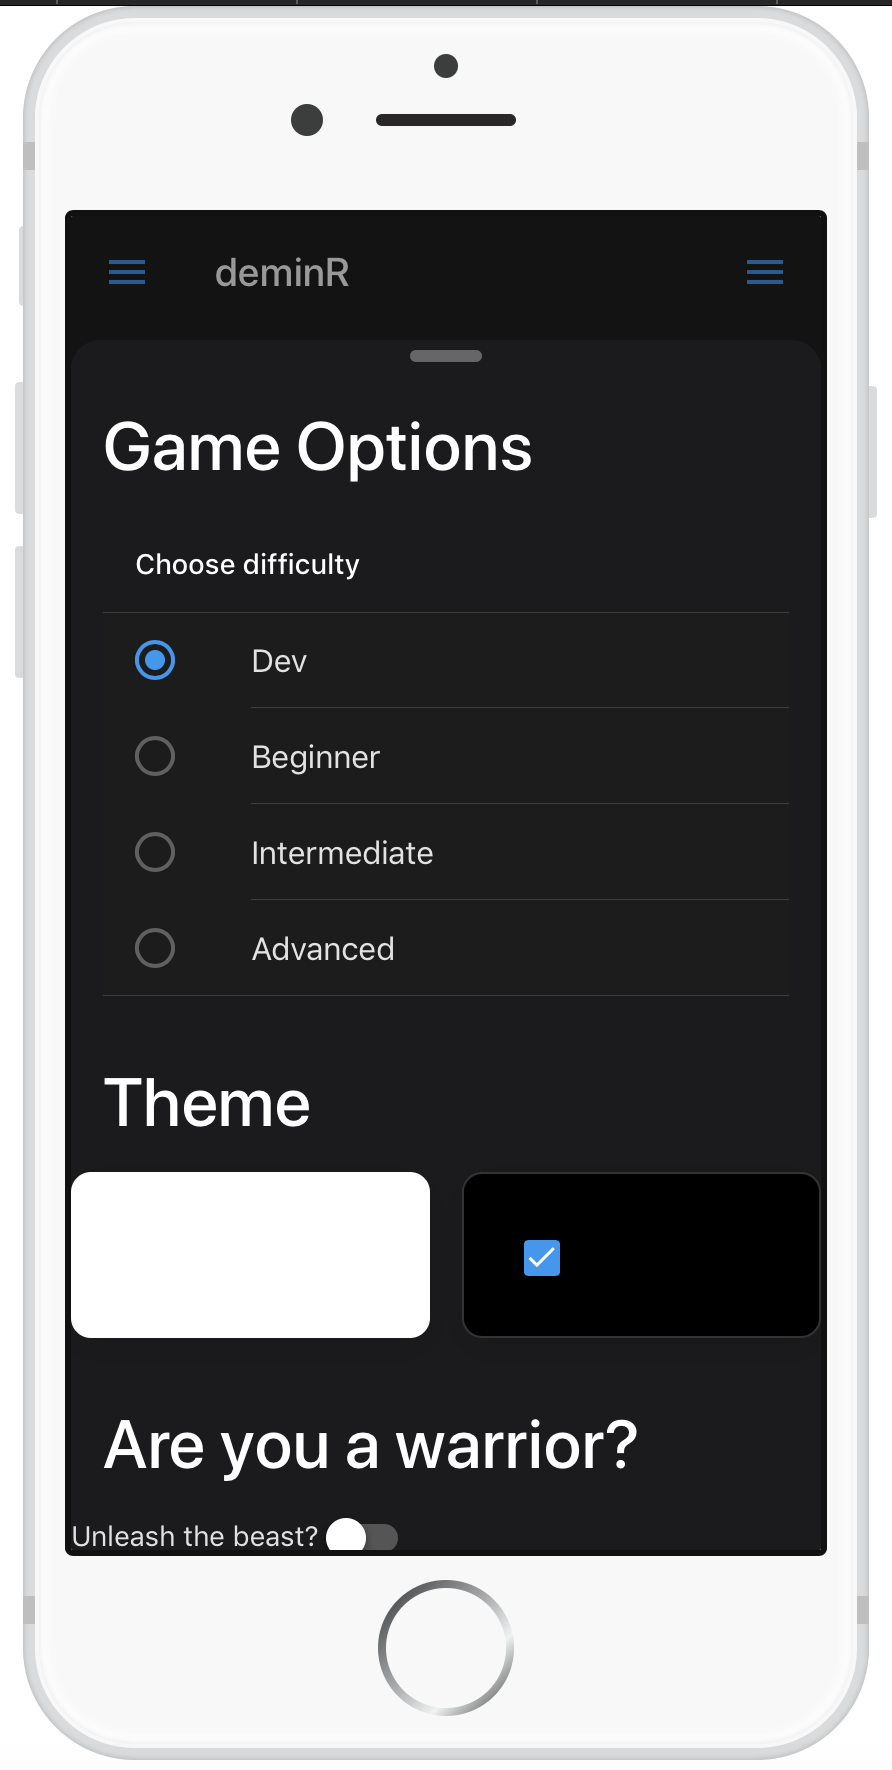 deminR
Game Options
Choose difficulty
Dev
Beginner
Intermediate
Advanced
Theme
Are you a warrior?
Unleash the beast?